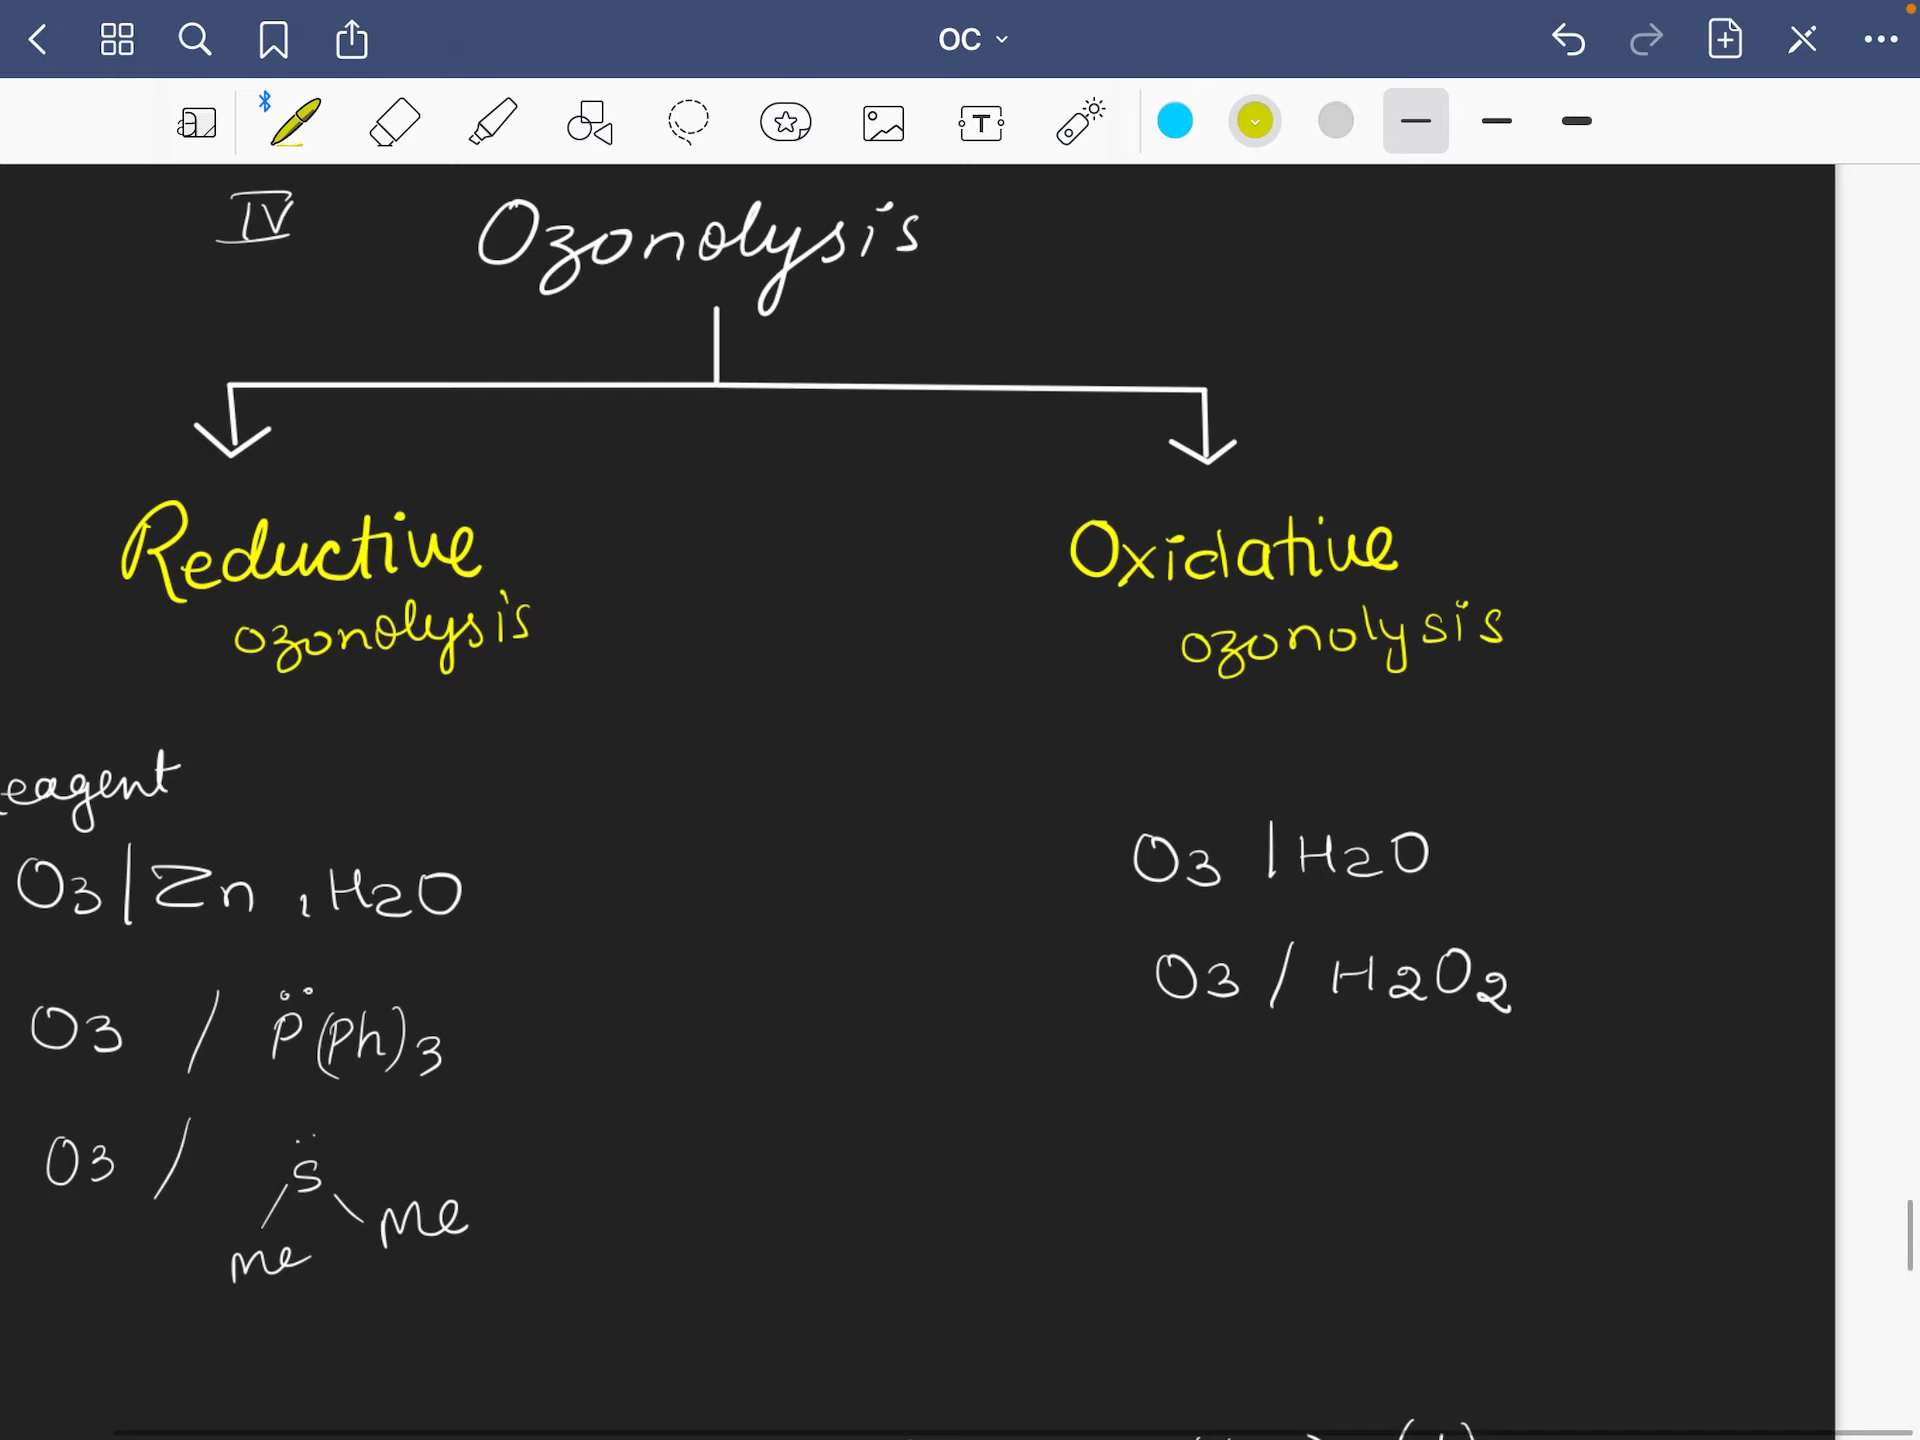 OC
IV
Ozonolysis
Reductive
ozonolysis
Oxidative
ozonolysis
eagent
O3 | Zn , H2O
O3 / P(Ph)3
O3 / S
Me
Me
O3 | H2O
O3 / H2O2